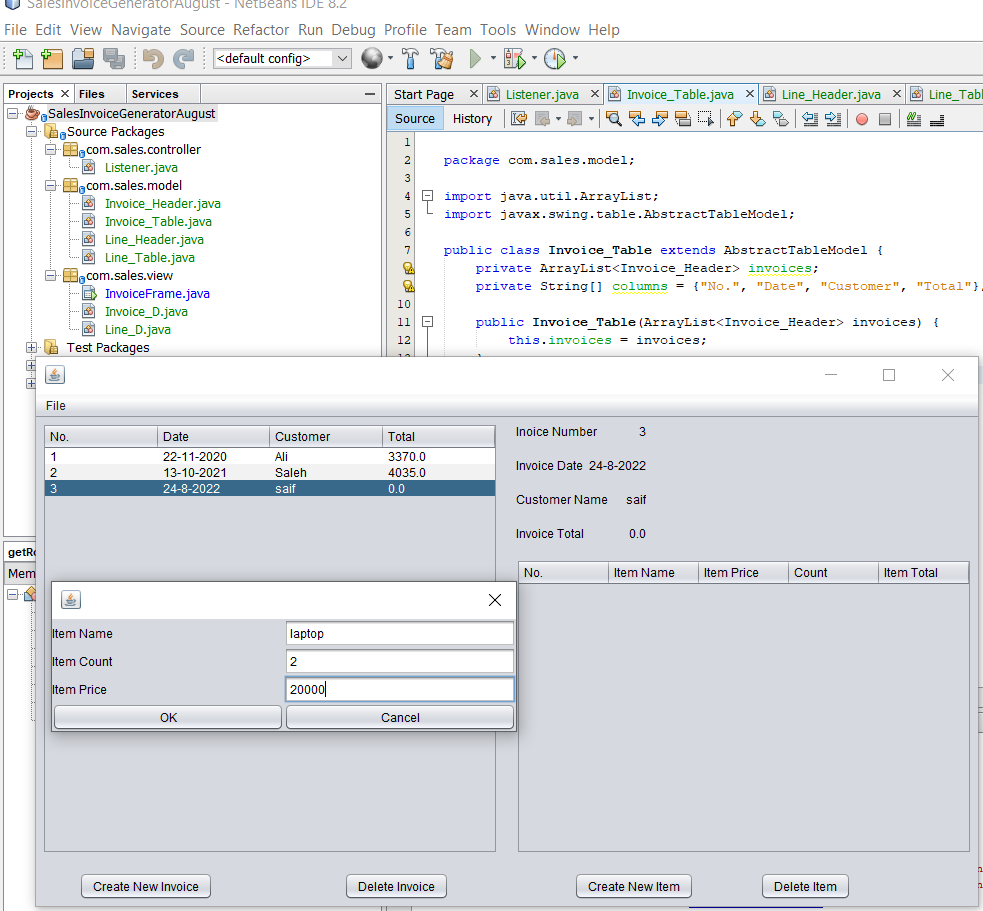 SalesInvoiceGeneratorAugust - NetBeans IDE 8.2
File Edit View Navigate Source Refactor Run Debug Profile Team Tools Window Help
<default config>
Projects Files Services
SalesInvoiceGeneratorAugust
Source Packages
com.sales.controller
Listener.java
com.sales.model
Invoice_Header.java
Invoice_Table.java
Line_Header.java
Line_Table.java
com.sales.view
InvoiceFrame.java
Invoice_D.java
Line_D.java
Test Packages
Start Page Listener.java Invoice_Table.java Line_Header.java
Source History
1
2 package com.sales.model;
3
4 import java.util.ArrayList;
5 import javax.swing.table.AbstractTableModel;
6
7 public class Invoice_Table extends AbstractTableModel {
private ArrayList<Invoice_Header> invoices;
private String[] columns = {"No.", "Date", "Customer", "Total"};
10
11 public Invoice_Table(ArrayList<Invoice_Header> invoices) {
12 this.invoices = invoices;
File
No. Date Customer Total
1 22-11-2020 Ali 3370.0
2 13-10-2021 Saleh 4035.0
3 24-8-2022 saif 0.0
Inoice Number 3
Invoice Date 24-8-2022
Customer Name saif
Invoice Total 0.0
No. Item Name Item Price Count Item Total
Item Name laptop
Item Count 2
Item Price 20000
OK Cancel
Create New Invoice Delete Invoice Create New Item Delete Item